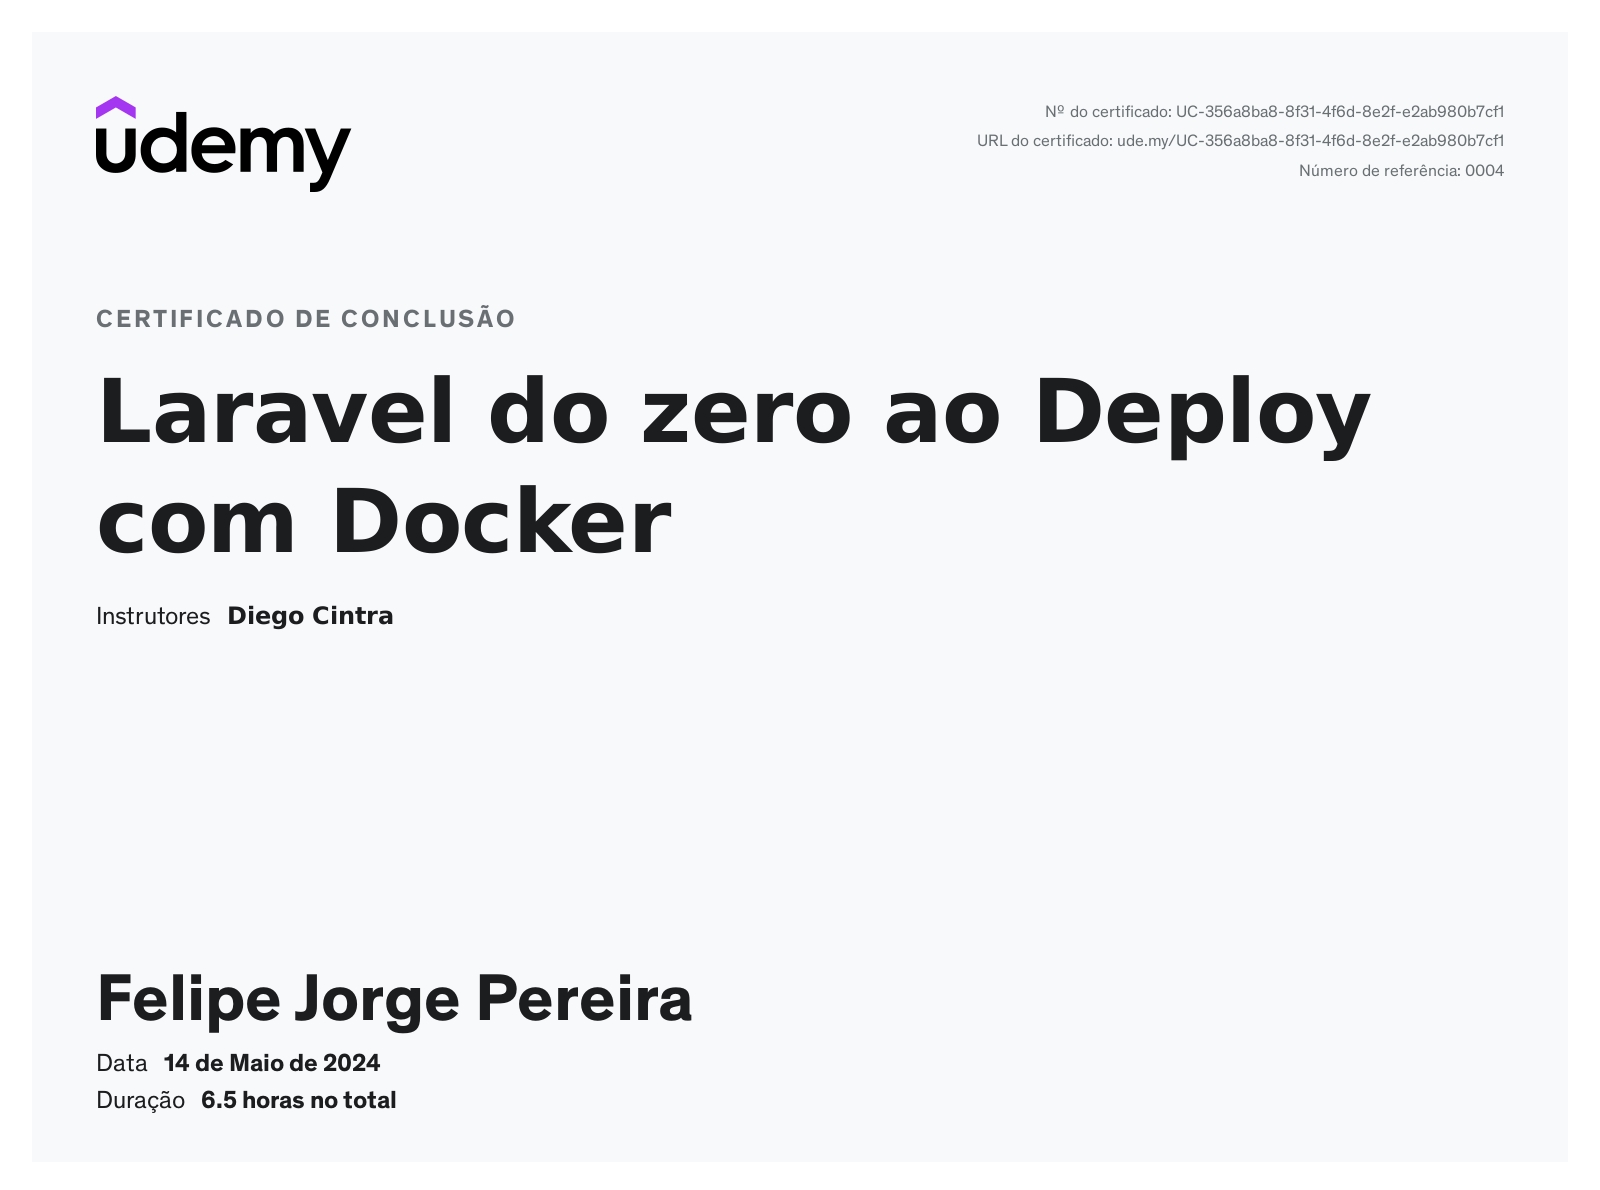 udemy
Nº do certificado: UC-356a8ba8-8f31-4f6d-8e2f-e2ab980b7cf1
URL do certificado: ude.my/UC-356a8ba8-8f31-4f6d-8e2f-e2ab980b7cf1
Número de referência: 0004
CERTIFICADO DE CONCLUSÃO
Laravel do zero ao Deploy
com Docker
Instrutores Diego Cintra
Felipe Jorge Pereira
Data 14 de Maio de 2024
Duração 6.5 horas no total